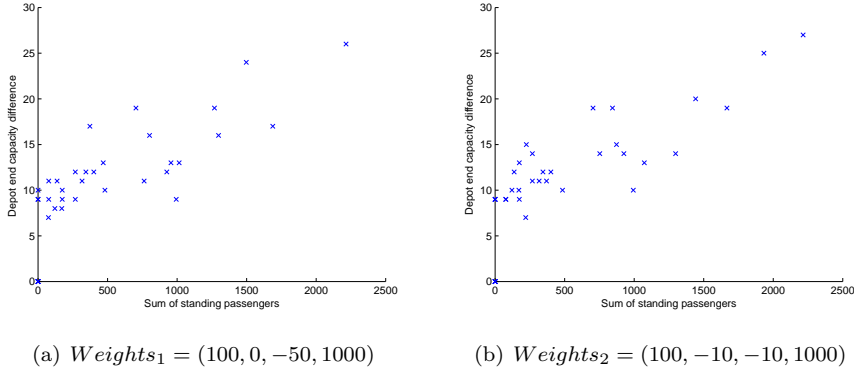 30
25
20
15
10
5
0
Depot end capacity difference
0 500 1000 1500 2000 2500
Sum of standing passengers
(a) Weights1 = (100, 0, −50, 1000)
30
25
20
15
10
5
0
Depot end capacity difference
0 500 1000 1500 2000 2500
Sum of standing passengers
(b) Weights2 = (100, −10, −10, 1000)